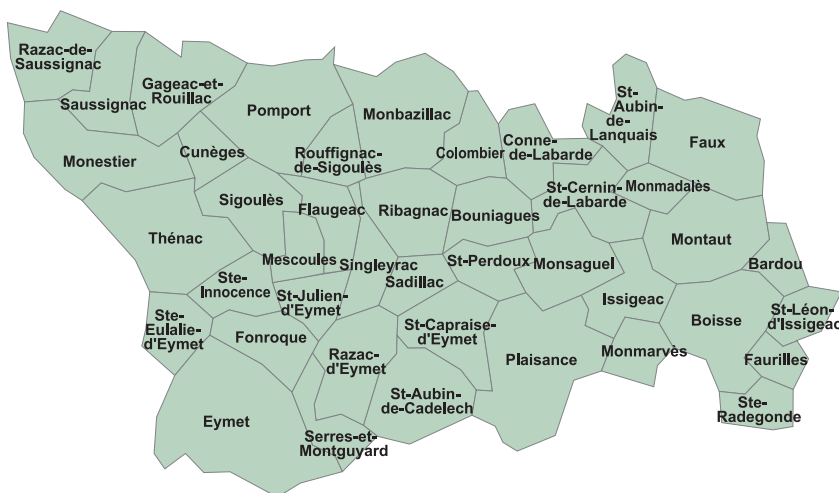 Razac-de-
Saussignac
Saussignac
Gageac-et-
Rouillac
Pomport
Monbazillac
St-
Aubin-
de-
Lanquais
Faux
Monestier
Cunèges
Rouffignac-
de-Sigoulès
Colombier
Conne-
de-Labarde
Sigoulès
Flaugeac
Ribagnac
Bouniagues
St-Cernin-
de-Labarde
Monmadalès
Thénac
Mescoules
Singleyrac
Sadillac
St-Perdoux
Monsaguel
Montaut
Bardou
Ste-
Innocence
St-Julien-
d'Eymet
Issigeac
Boisse
St-Léon-
d'Issigeac
Ste-
Eulalie-
d'Eymet
Fonroque
Razac-
d'Eymet
St-Capraise-
d'Eymet
Plaisance
Monmarvès
Faurilles
Eymet
St-Aubin-
de-Cadelech
Ste-
Radegonde
Serres-et-
Montguyard